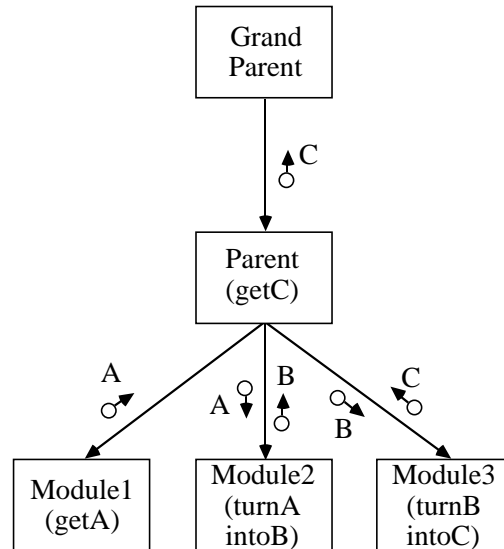 Grand
Parent
C
Parent
(getC)
A
A
B
B
C
Module1
(getA)
Module2
(turnA
intoB)
Module3
(turnB
intoC)